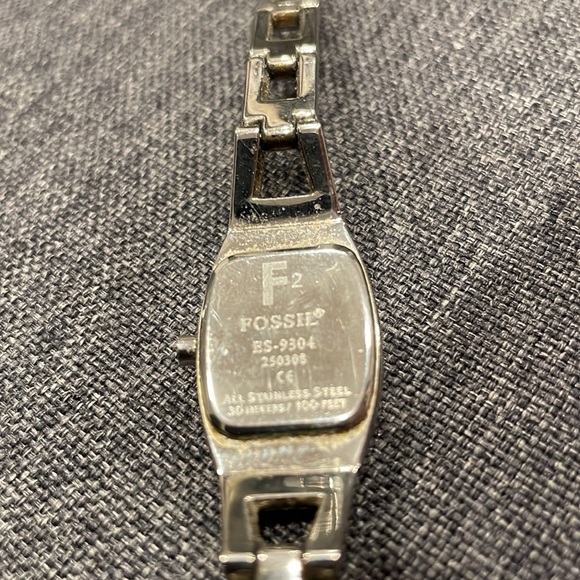 F2
FOSSIL®
ES-9304
250308
CE
ALL STAINLESS STEEL
30 METERS/100 FEET